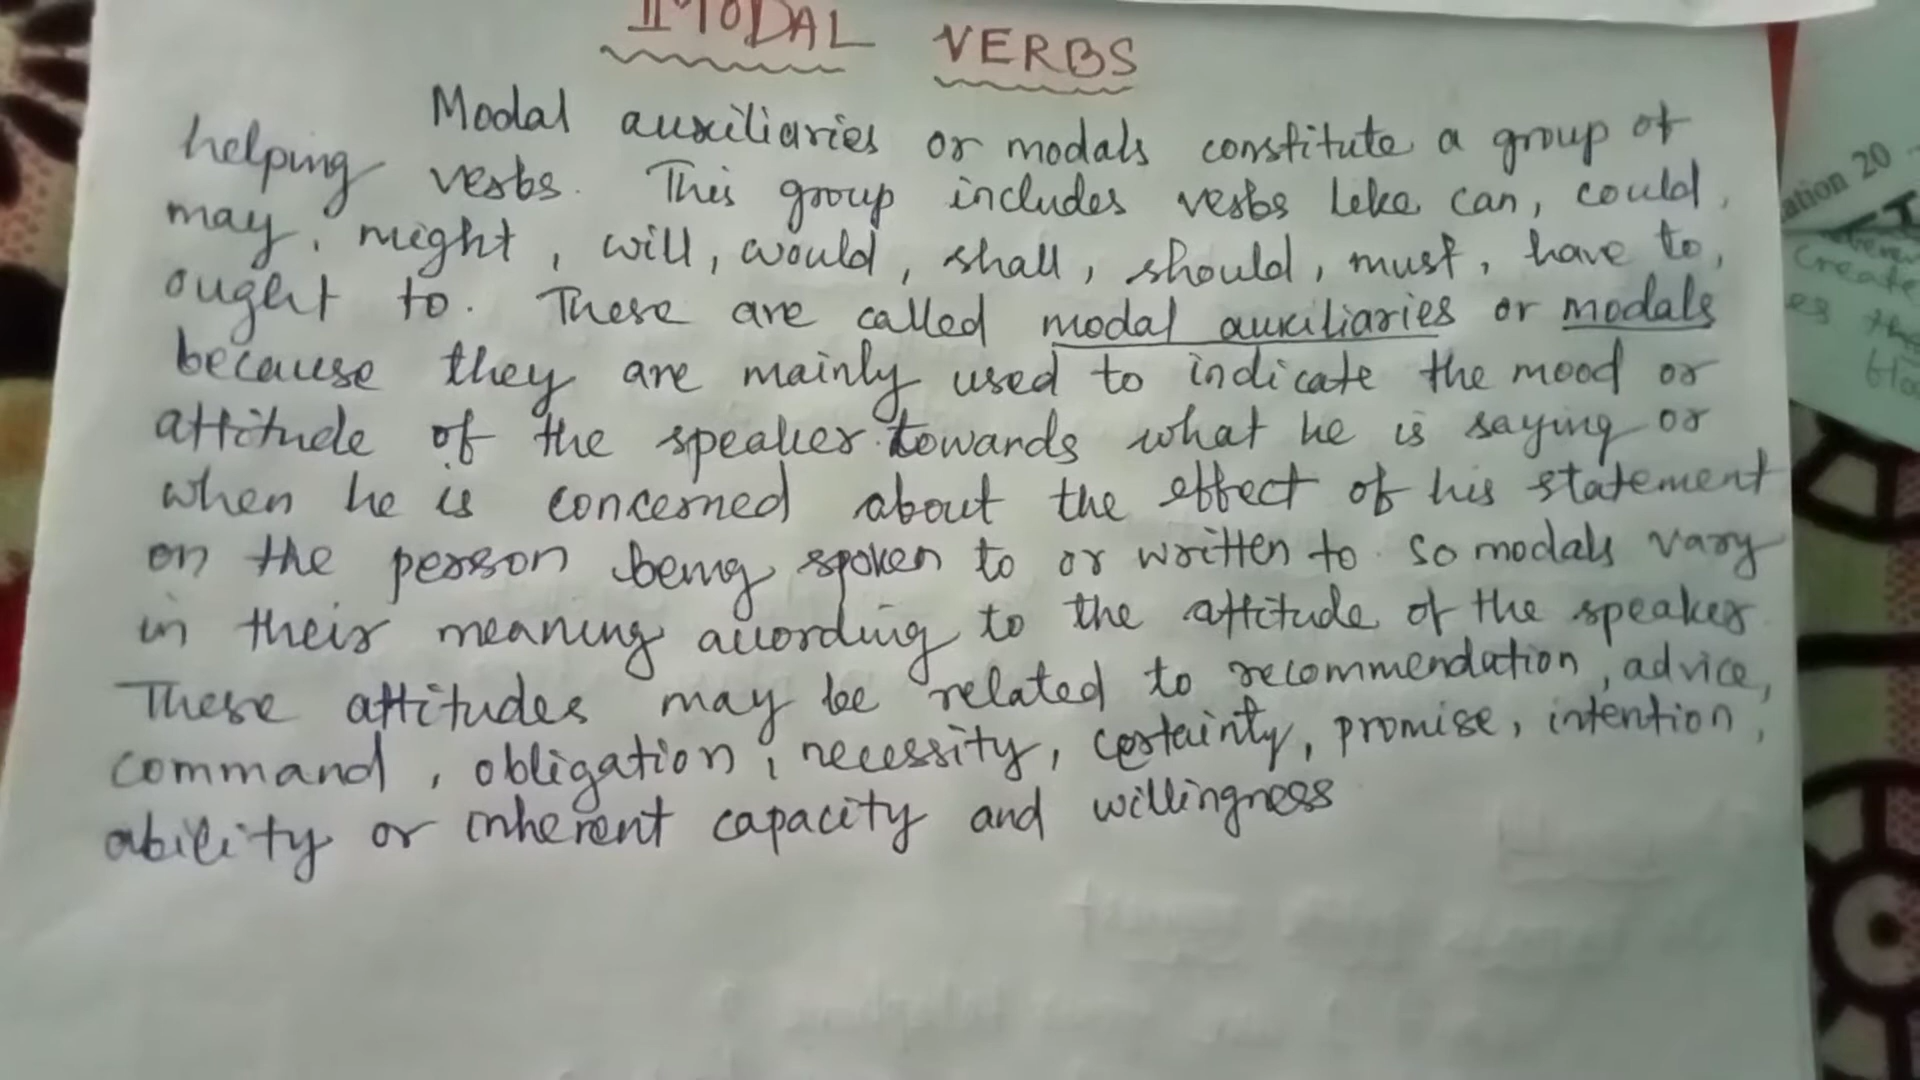 MODAL VERBS
Modal auxiliaries or modals constitute a group of
helping verbs. This group includes verbs like can, could,
may, might, will, would, shall, should, must, have to,
ought to. These are called modal auxiliaries or modals
because they are mainly used to indicate the mood or
attitude of the speaker towards what he is saying or
when he is concerned about the effect of his statement
on the person being spoken to or written to. So modals vary
in their meaning according to the attitude of the speaker.
These attitudes may be related to recommendation, advice,
command, obligation, necessity, certainty, promise, intention,
ability or inherent capacity and willingness
ation 20
Create
es the